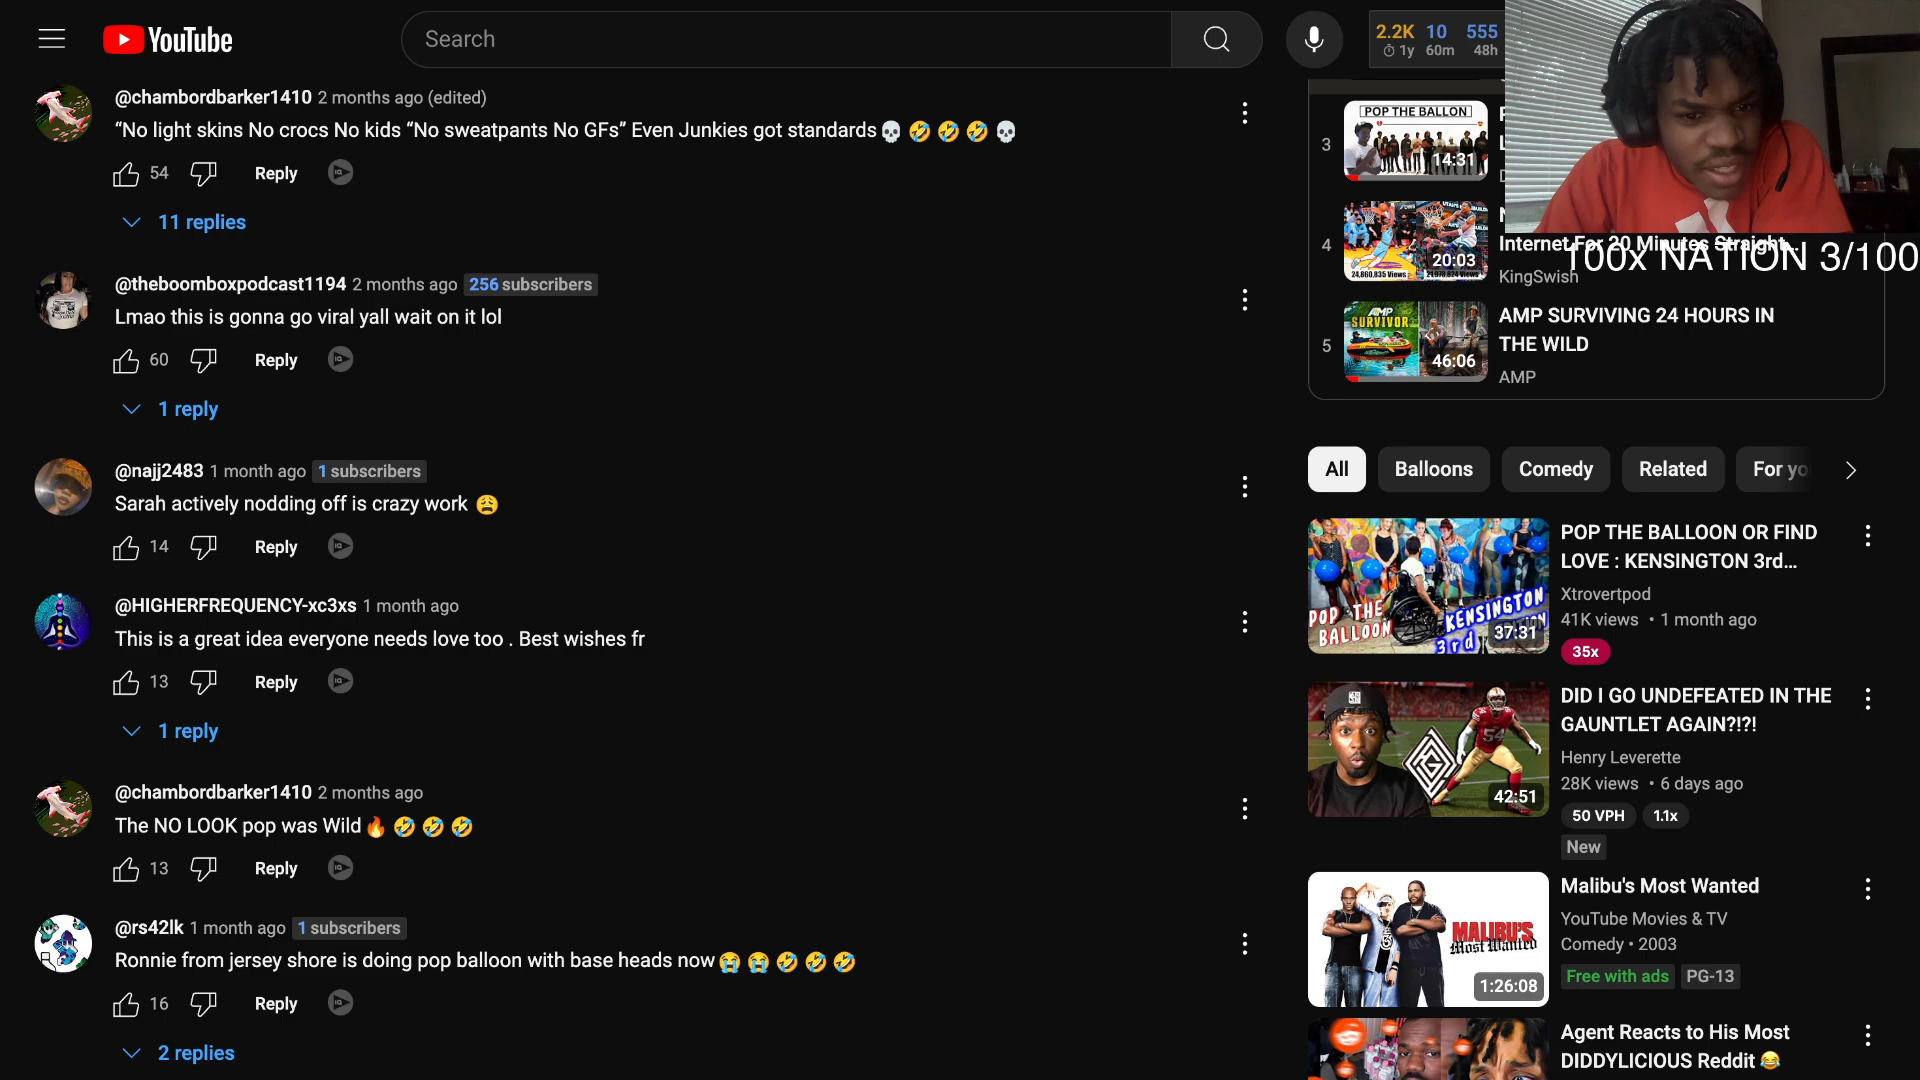 YouTube
Search
2.2K 10 555
1y 60m 48h
@chambordbarker1410 2 months ago (edited)
“No light skins No crocs No kids “No sweatpants No GFs” Even Junkies got standards💀🤣🤣🤣💀
54 Reply
11 replies
@theboomboxpodcast1194 2 months ago 256 subscribers
Lmao this is gonna go viral yall wait on it lol
60 Reply
1 reply
@najj2483 1 month ago 1 subscribers
Sarah actively nodding off is crazy work 😩
14 Reply
@HIGHERFREQUENCY-xc3xs 1 month ago
This is a great idea everyone needs love too . Best wishes fr
13 Reply
1 reply
@chambordbarker1410 2 months ago
The NO LOOK pop was Wild🔥🤣🤣🤣
13 Reply
@rs42lk 1 month ago 1 subscribers
Ronnie from jersey shore is doing pop balloon with base heads now😭😭🤣🤣🤣
16 Reply
2 replies
3
POP THE BALLON
14:31
4
24,860,835 Views
20:03
Internet For 20 Minutes Straight...
KingSwish
100x NATION 3/100
5
AMP
SURVIVOR
46:06
AMP SURVIVING 24 HOURS IN
THE WILD
AMP
All Balloons Comedy Related For yo
POP THE
BALLOON
KENSINGTON
3rd
37:31
POP THE BALLOON OR FIND
LOVE : KENSINGTON 3rd...
Xtrovertpod
41K views • 1 month ago
35x
54
42:51
DID I GO UNDEFEATED IN THE
GAUNTLET AGAIN?!?!
Henry Leverette
28K views • 6 days ago
50 VPH 1.1x
New
MALIBU'S
Most Wanted
1:26:08
Malibu's Most Wanted
YouTube Movies & TV
Comedy • 2003
Free with ads PG-13
Agent Reacts to His Most
DIDDYLICIOUS Reddit 😂